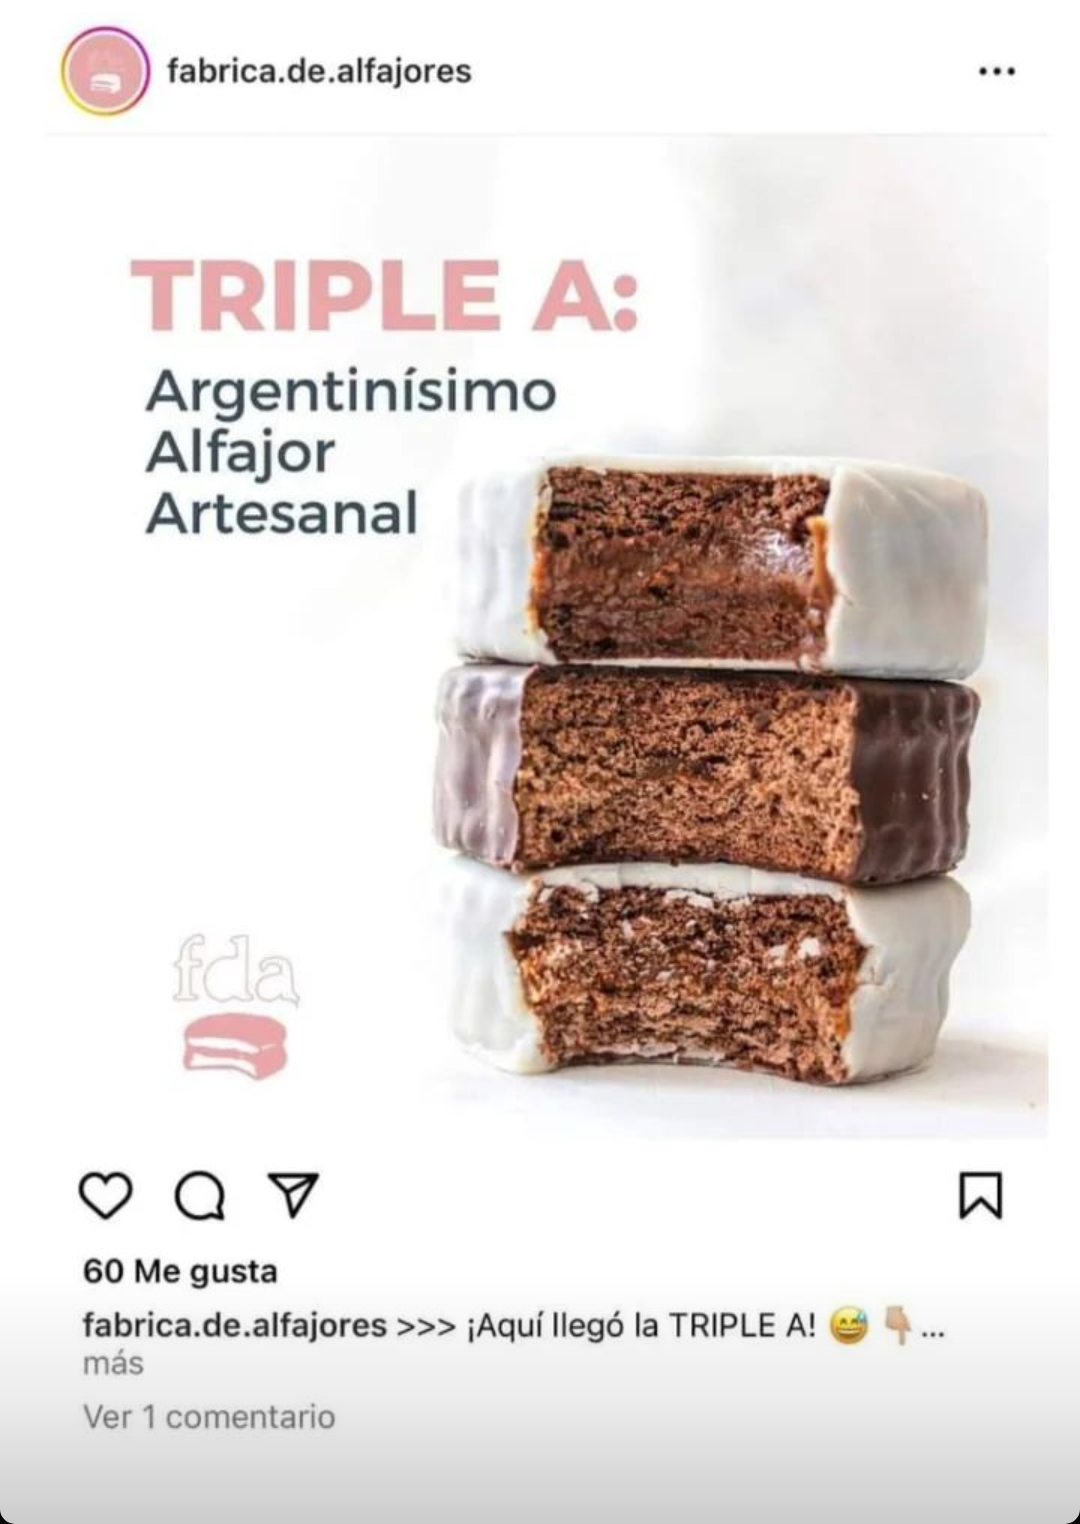 fabrica.de.alfajores
TRIPLE A:
Argentinísimo
Alfajor
Artesanal
fda
60 Me gusta
fabrica.de.alfajores >>> ¡Aquí llegó la TRIPLE A! 😅 👇🏼 ...
más
Ver 1 comentario